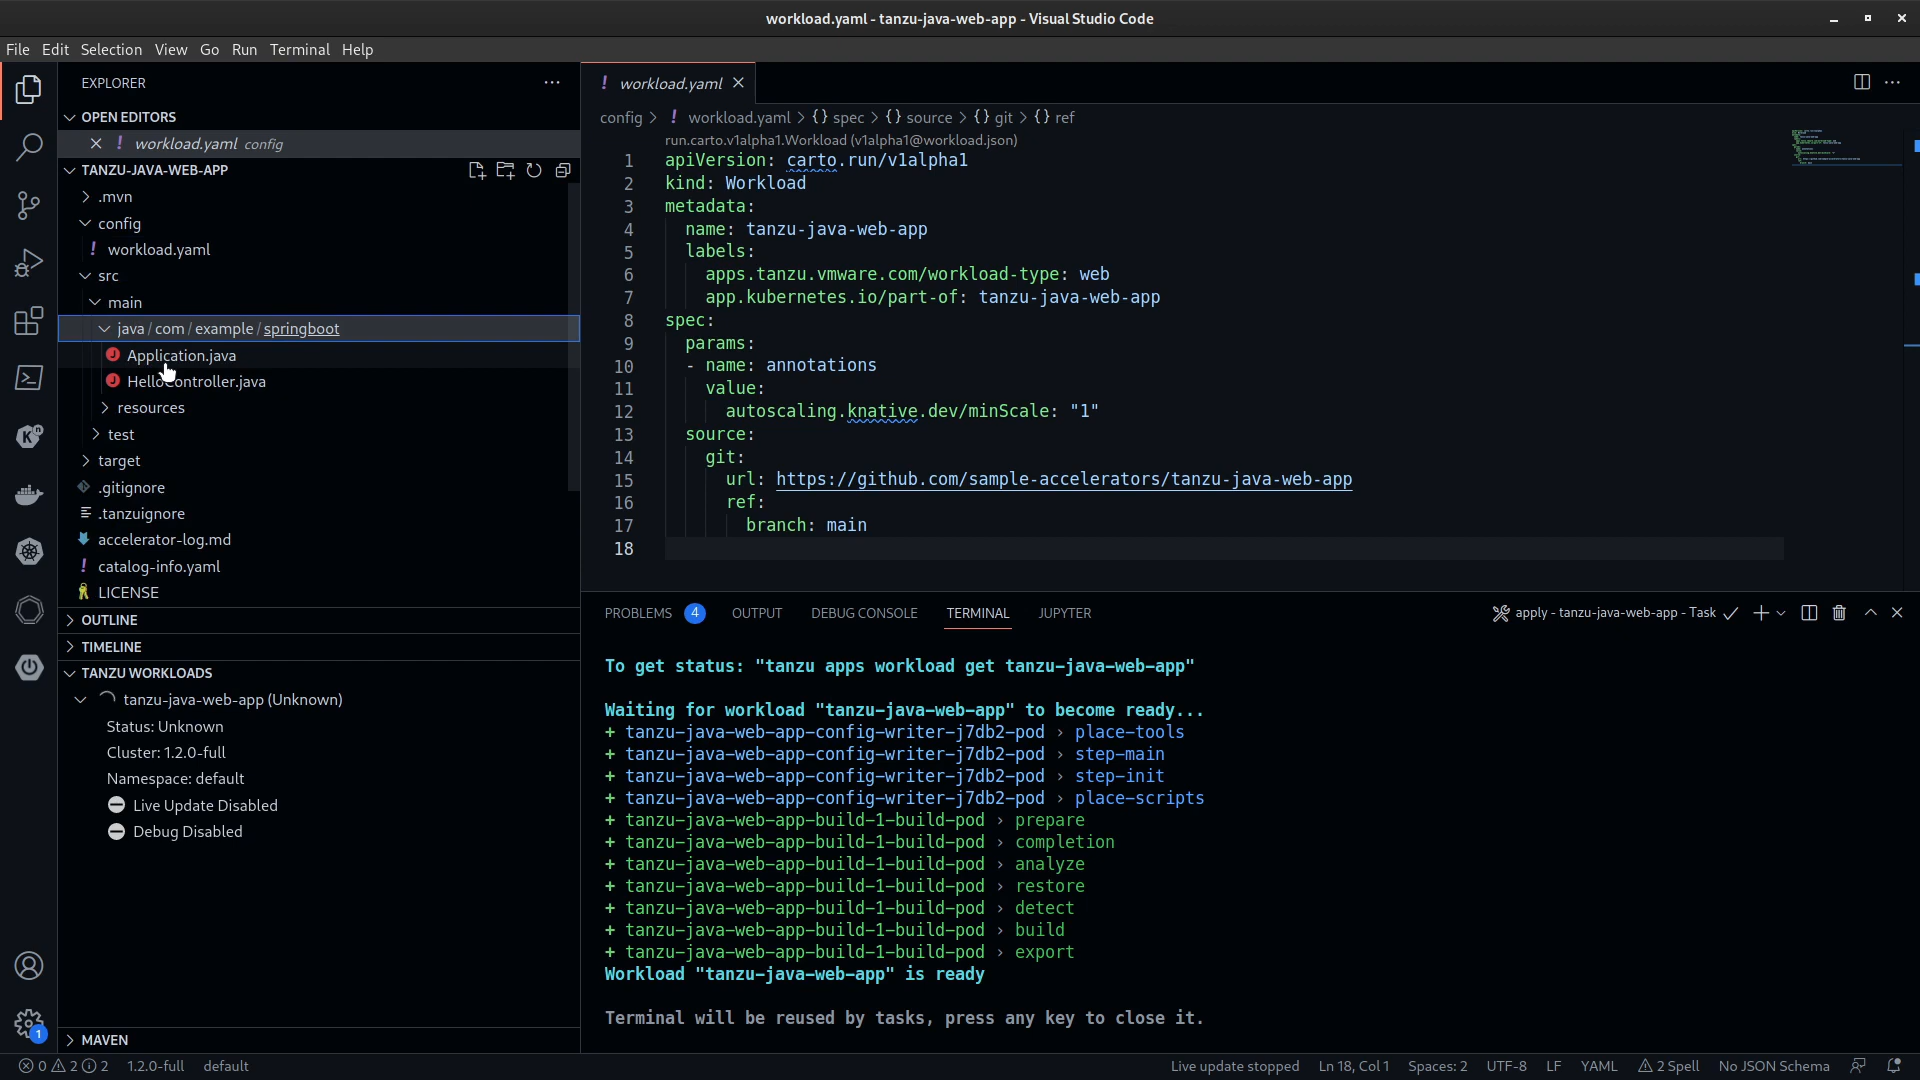 workload.yaml - tanzu-java-web-app - Visual Studio Code
File Edit Selection View Go Run Terminal Help
EXPLORER
OPEN EDITORS
workload.yaml config
TANZU-JAVA-WEB-APP
.mvn
config
workload.yaml
src
main
java / com / example / springboot
Application.java
HelloController.java
resources
test
target
.gitignore
.tanzuignore
accelerator-log.md
catalog-info.yaml
LICENSE
OUTLINE
TIMELINE
TANZU WORKLOADS
tanzu-java-web-app (Unknown)
Status: Unknown
Cluster: 1.2.0-full
Namespace: default
Live Update Disabled
Debug Disabled
MAVEN
1
workload.yaml
config > ! workload.yaml > {} spec > {} source > {} git > {} ref
run.carto.v1alpha1.Workload (v1alpha1@workload.json)
1 apiVersion: carto.run/v1alpha1
2 kind: Workload
3 metadata:
4 name: tanzu-java-web-app
5 labels:
6 apps.tanzu.vmware.com/workload-type: web
7 app.kubernetes.io/part-of: tanzu-java-web-app
8 spec:
9 params:
10 - name: annotations
11 value:
12 autoscaling.knative.dev/minScale: "1"
13 source:
14 git:
15 url: https://github.com/sample-accelerators/tanzu-java-web-app
16 ref:
17 branch: main
18
PROBLEMS 4 OUTPUT DEBUG CONSOLE TERMINAL JUPYTER apply - tanzu-java-web-app - Task
To get status: "tanzu apps workload get tanzu-java-web-app"
Waiting for workload "tanzu-java-web-app" to become ready...
+ tanzu-java-web-app-config-writer-j7db2-pod › place-tools
+ tanzu-java-web-app-config-writer-j7db2-pod › step-main
+ tanzu-java-web-app-config-writer-j7db2-pod › step-init
+ tanzu-java-web-app-config-writer-j7db2-pod › place-scripts
+ tanzu-java-web-app-build-1-build-pod › prepare
+ tanzu-java-web-app-build-1-build-pod › completion
+ tanzu-java-web-app-build-1-build-pod › analyze
+ tanzu-java-web-app-build-1-build-pod › restore
+ tanzu-java-web-app-build-1-build-pod › detect
+ tanzu-java-web-app-build-1-build-pod › build
+ tanzu-java-web-app-build-1-build-pod › export
Workload "tanzu-java-web-app" is ready
Terminal will be reused by tasks, press any key to close it.
0 2 2 1.2.0-full default Live update stopped Ln 18, Col 1 Spaces: 2 UTF-8 LF YAML 2 Spell No JSON Schema